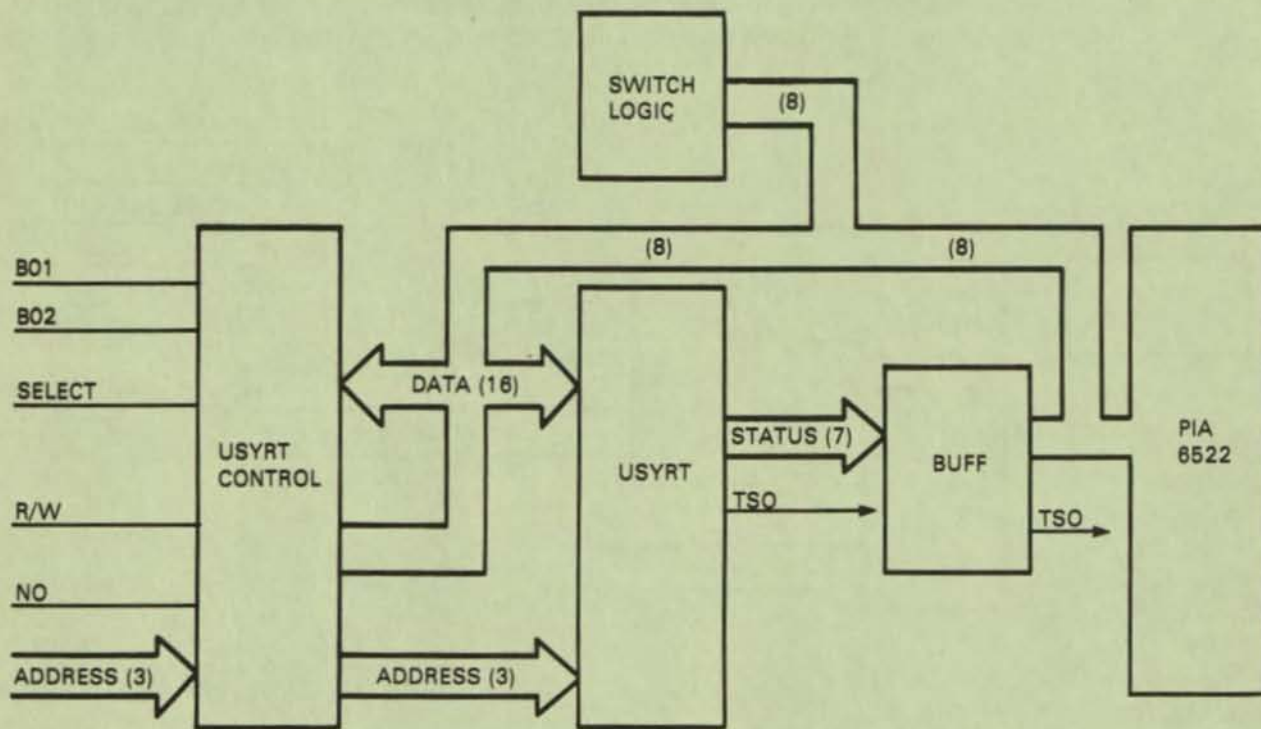 SWITCH
LOGIC
(8)
(8)
(8)
BO1
BO2
SELECT
R/W
NO
ADDRESS (3)
USYRT
CONTROL
DATA (16)
ADDRESS (3)
USYRT
STATUS (7)
TSO
BUFF
TSO
PIA
6522